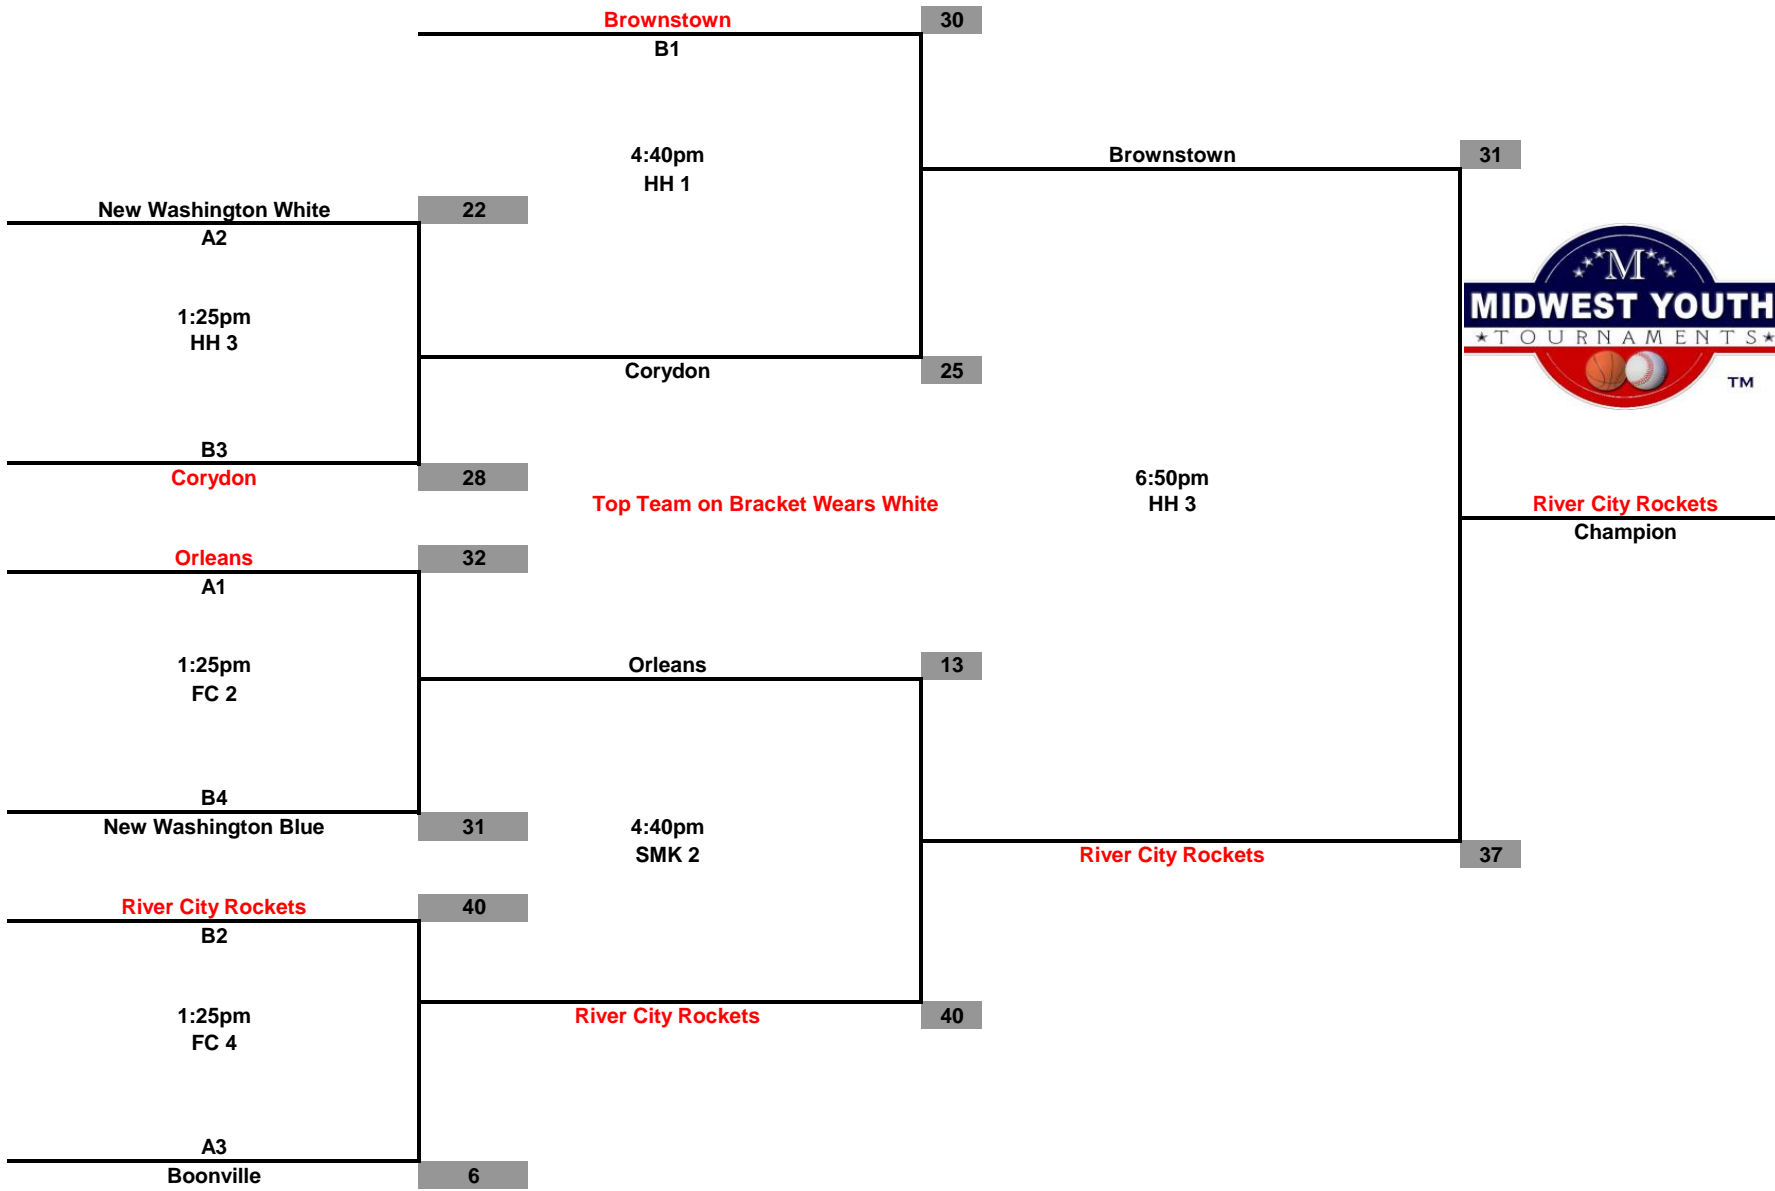 Brownstown 30
B1
4:40pm
HH 1
Brownstown 31
New Washington White 22
A2
1:25pm
HH 3
M
MIDWEST YOUTH
★TOURNAMENTS★
TM
Corydon 25
B3
Corydon 28
Top Team on Bracket Wears White
6:50pm
HH 3
River City Rockets
Champion
Orleans 32
A1
1:25pm
FC 2
Orleans 13
B4
New Washington Blue 31
4:40pm
SMK 2
River City Rockets 37
River City Rockets 40
B2
1:25pm
FC 4
River City Rockets 40
A3
Boonville 6